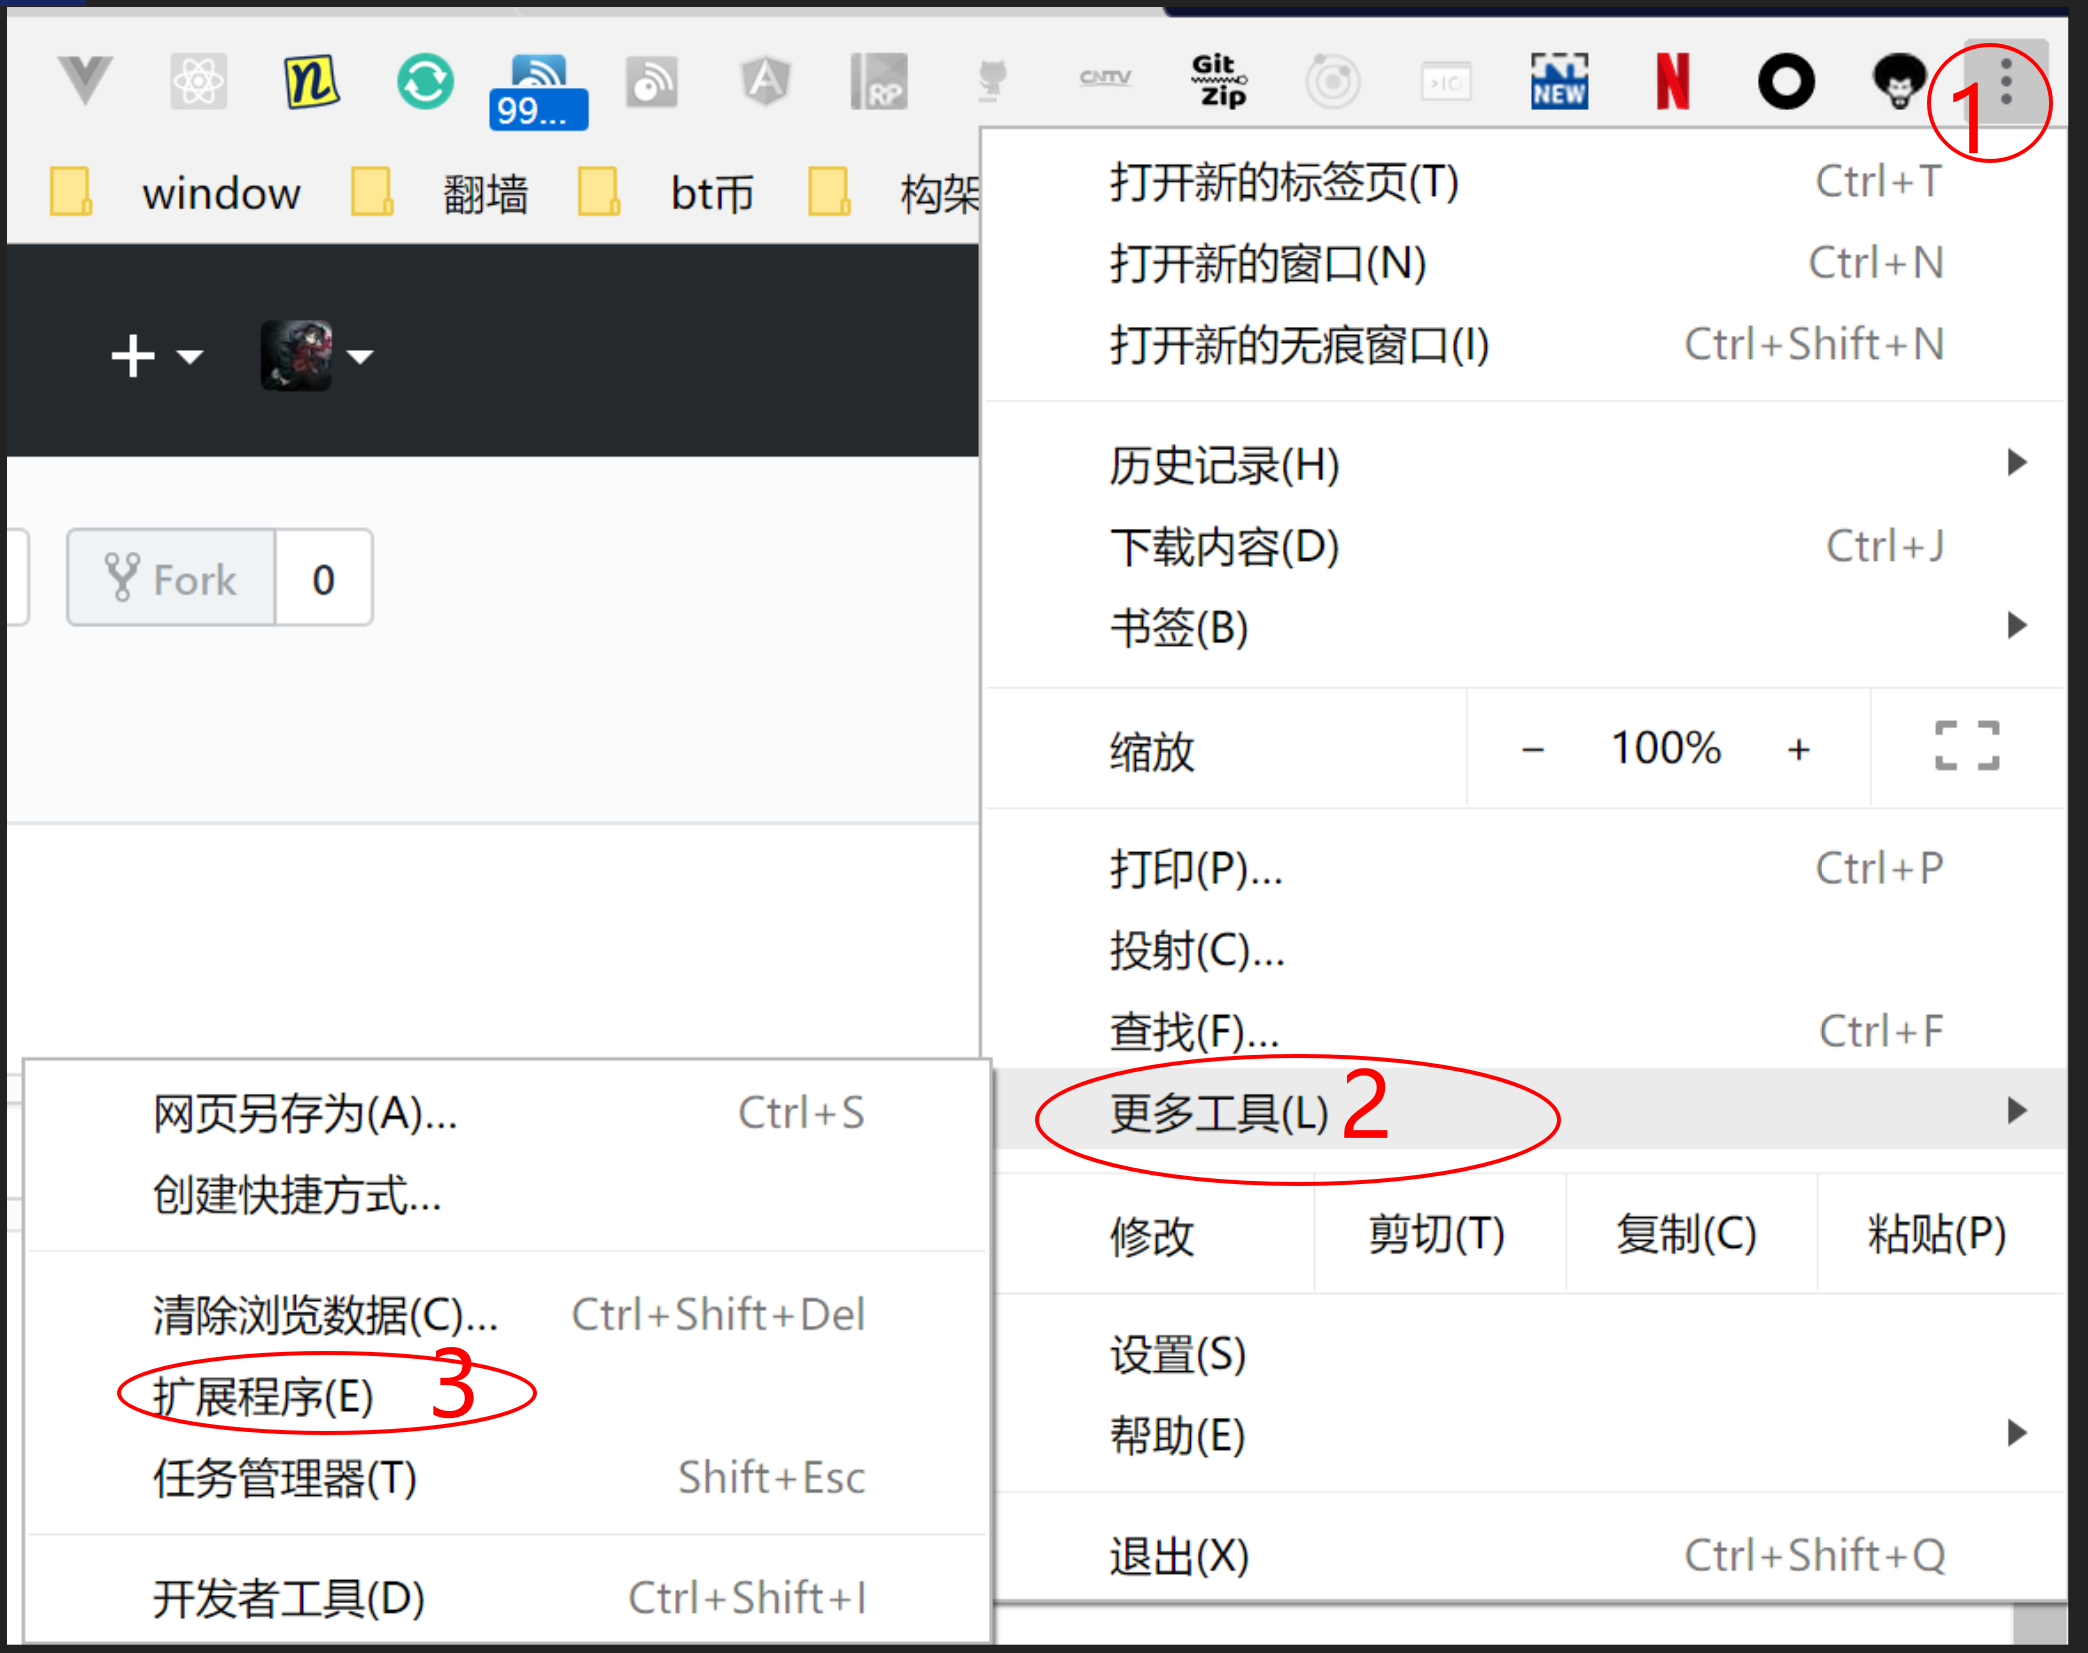 n
99...
RP
CNTV
Git
Zip
>IC
N
NEW
N
1
window
翻墙
bt币
构架
打开新的标签页(T) Ctrl+T
打开新的窗口(N) Ctrl+N
打开新的无痕窗口(I) Ctrl+Shift+N
历史记录(H)
下载内容(D) Ctrl+J
书签(B)
Fork 0
缩放 − 100% +
打印(P)... Ctrl+P
投射(C)...
查找(F)... Ctrl+F
更多工具(L) 2
修改 剪切(T) 复制(C) 粘贴(P)
设置(S)
帮助(E)
退出(X) Ctrl+Shift+Q
网页另存为(A)... Ctrl+S
创建快捷方式...
清除浏览数据(C)... Ctrl+Shift+Del
扩展程序(E) 3
任务管理器(T) Shift+Esc
开发者工具(D) Ctrl+Shift+I